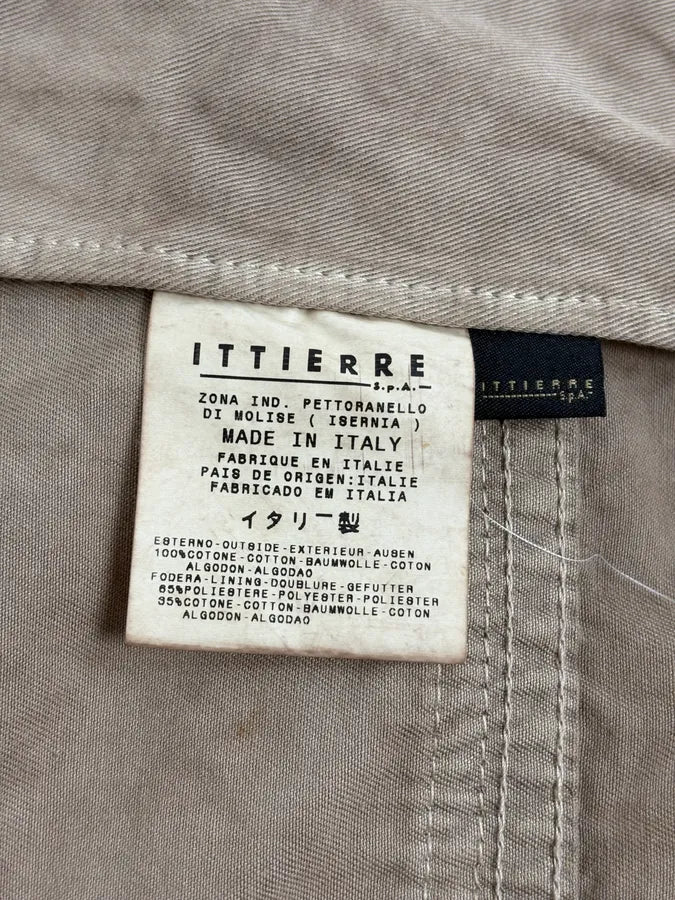 ITTIERRE
S.p.A.
ZONA IND. PETTORANELLO
DI MOLISE ( ISERNIA )
MADE IN ITALY
FABRIQUE EN ITALIE
PAIS DE ORIGEN:ITALIE
FABRICADO EM ITALIA
イタリー製
ESTERNO-OUTSIDE-EXTERIEUR-AUSEN
100%COTONE-COTTON-BAUMWOLLE-COTON
ALGODON-ALGODAO
FODERA-LINING-DOUBLURE-GEFUTTER
65%POLIESTERE-POLYESTER-POLIESTER
35%COTONE-COTTON-BAUMWOLLE-COTON
ALGODON-ALGODAO
ITTIERRE
S.p.A.